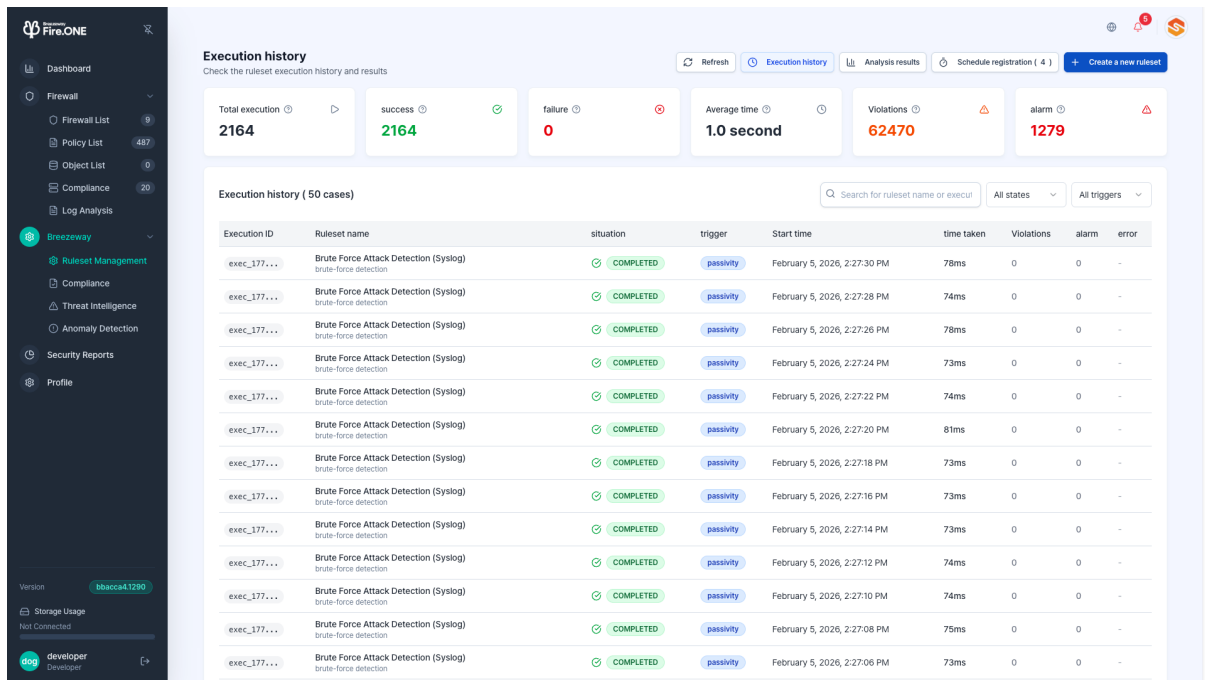 Breezeway
Fire.ONE
Dashboard
Firewall
Firewall List 9
Policy List 487
Object List 0
Compliance 20
Log Analysis
Breezeway
Ruleset Management
Compliance
Threat Intelligence
Anomaly Detection
Security Reports
Profile
Version bbacca4.1290
Storage Usage
Not Connected
dog
developer
Developer
5
Execution history
Check the ruleset execution history and results
Refresh
Execution history
Analysis results
Schedule registration ( 4 )
+ Create a new ruleset
Total execution
2164
success
2164
failure
0
Average time
1.0 second
Violations
62470
alarm
1279
Execution history ( 50 cases)
Search for ruleset name or execut
All states
All triggers
Execution ID Ruleset name situation trigger Start time time taken Violations alarm error
exec_177... Brute Force Attack Detection (Syslog) COMPLETED passivity February 5, 2026, 2:27:30 PM 78ms 0 0 -
brute-force detection
exec_177... Brute Force Attack Detection (Syslog) COMPLETED passivity February 5, 2026, 2:27:28 PM 74ms 0 0 -
brute-force detection
exec_177... Brute Force Attack Detection (Syslog) COMPLETED passivity February 5, 2026, 2:27:26 PM 78ms 0 0 -
brute-force detection
exec_177... Brute Force Attack Detection (Syslog) COMPLETED passivity February 5, 2026, 2:27:24 PM 73ms 0 0 -
brute-force detection
exec_177... Brute Force Attack Detection (Syslog) COMPLETED passivity February 5, 2026, 2:27:22 PM 74ms 0 0 -
brute-force detection
exec_177... Brute Force Attack Detection (Syslog) COMPLETED passivity February 5, 2026, 2:27:20 PM 81ms 0 0 -
brute-force detection
exec_177... Brute Force Attack Detection (Syslog) COMPLETED passivity February 5, 2026, 2:27:18 PM 73ms 0 0 -
brute-force detection
exec_177... Brute Force Attack Detection (Syslog) COMPLETED passivity February 5, 2026, 2:27:16 PM 73ms 0 0 -
brute-force detection
exec_177... Brute Force Attack Detection (Syslog) COMPLETED passivity February 5, 2026, 2:27:14 PM 73ms 0 0 -
brute-force detection
exec_177... Brute Force Attack Detection (Syslog) COMPLETED passivity February 5, 2026, 2:27:12 PM 74ms 0 0 -
brute-force detection
exec_177... Brute Force Attack Detection (Syslog) COMPLETED passivity February 5, 2026, 2:27:10 PM 74ms 0 0 -
brute-force detection
exec_177... Brute Force Attack Detection (Syslog) COMPLETED passivity February 5, 2026, 2:27:08 PM 75ms 0 0 -
brute-force detection
exec_177... Brute Force Attack Detection (Syslog) COMPLETED passivity February 5, 2026, 2:27:06 PM 73ms 0 0 -
brute-force detection